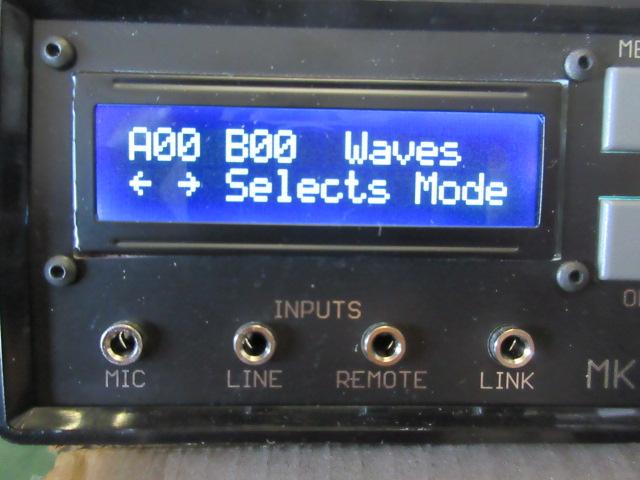 A00 B00 Waves
← → Selects Mode
INPUTS
MIC LINE REMOTE LINK
MK